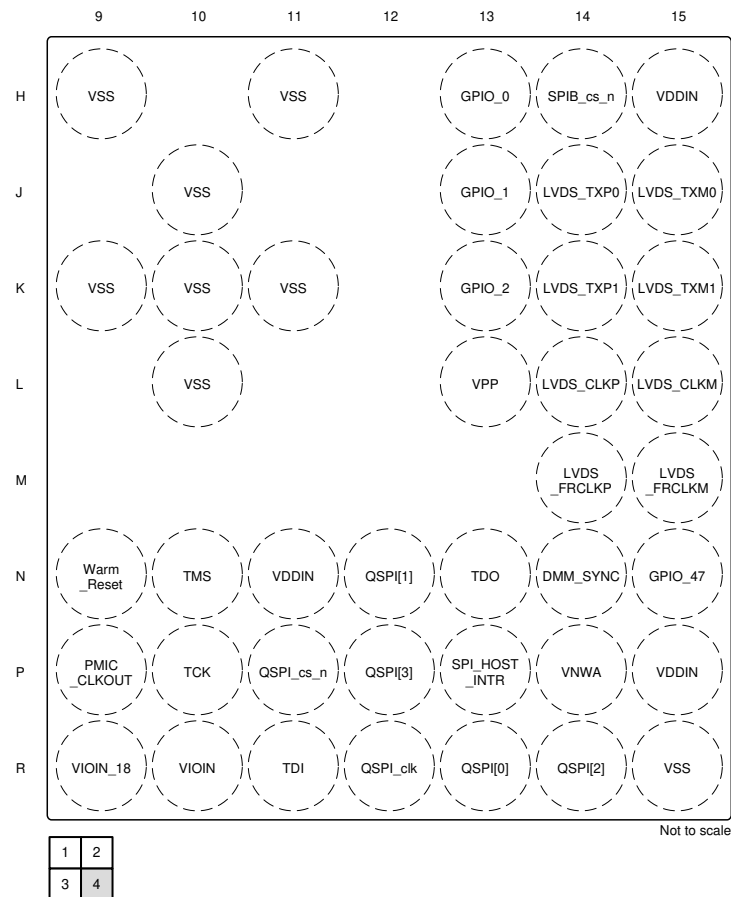 9 10 11 12 13 14 15
H VSS VSS GPIO_0 SPIB_cs_n VDDIN
J VSS GPIO_1 LVDS_TXP0 LVDS_TXM0
K VSS VSS VSS GPIO_2 LVDS_TXP1 LVDS_TXM1
L VSS VPP LVDS_CLKP LVDS_CLKM
M LVDS LVDS
_FRCLKP _FRCLKM
N Warm TMS VDDIN QSPI[1] TDO DMM_SYNC GPIO_47
_Reset
P PMIC TCK QSPI_cs_n QSPI[3] SPI_HOST VNWA VDDIN
_CLKOUT _INTR
R VIOIN_18 VIOIN TDI QSPI_clk QSPI[0] QSPI[2] VSS
Not to scale
1 2
3 4